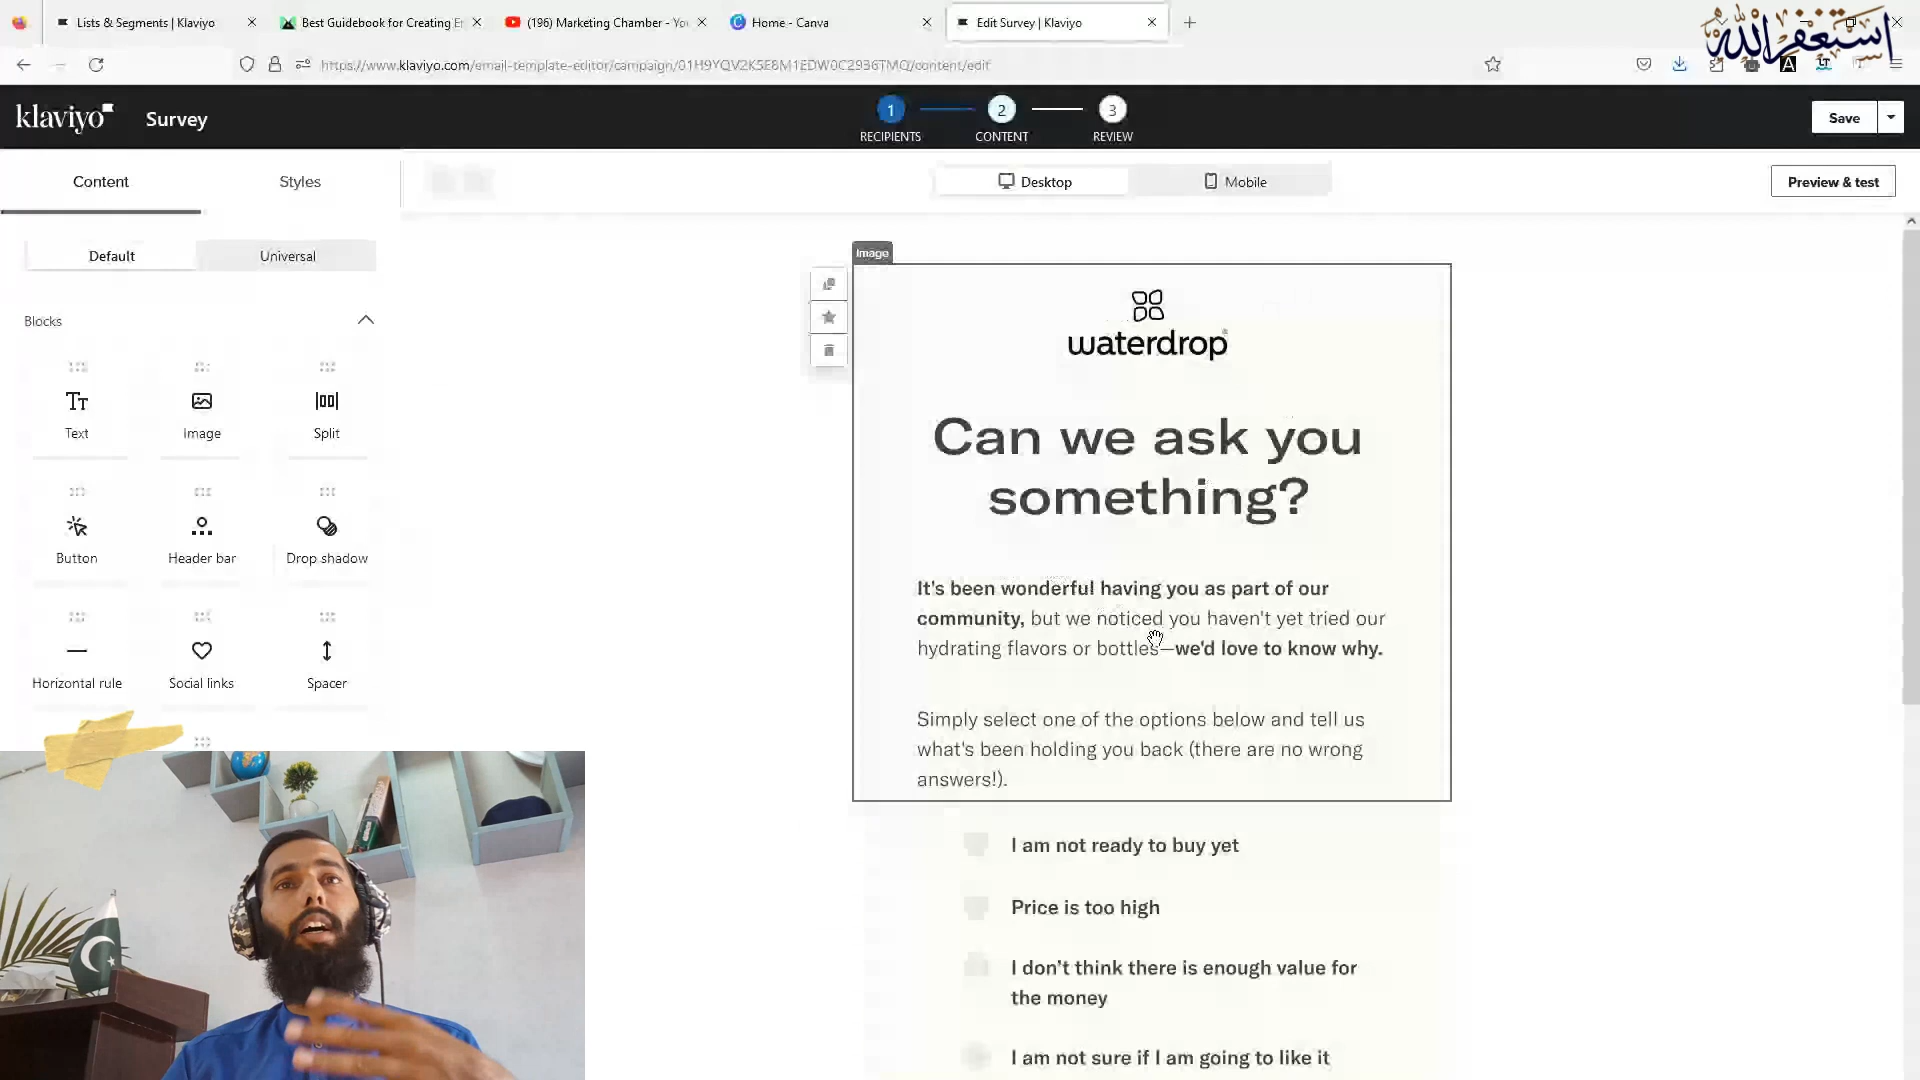 Lists & Segments | Klaviyo
Best Guidebook for Creating Er
(196) Marketing Chamber - You
Home - Canva
Edit Survey | Klaviyo
أستغفر الله
https://www.klaviyo.com/email-template-editor/campaign/01H9YQV2K5E8M1EDW0C2936TMQ/content/edit
klaviyo
Survey
1
2
3
RECIPIENTS
CONTENT
REVIEW
Save
Content
Styles
Desktop
Mobile
Preview & test
Default
Universal
Blocks
Text
Image
Split
Button
Header bar
Drop shadow
Horizontal rule
Social links
Spacer
Image
waterdrop
Can we ask you
something?
It's been wonderful having you as part of our
community, but we noticed you haven't yet tried our
hydrating flavors or bottles—we'd love to know why.
Simply select one of the options below and tell us
what's been holding you back (there are no wrong
answers!).
I am not ready to buy yet
Price is too high
I don't think there is enough value for
the money
I am not sure if I am going to like it